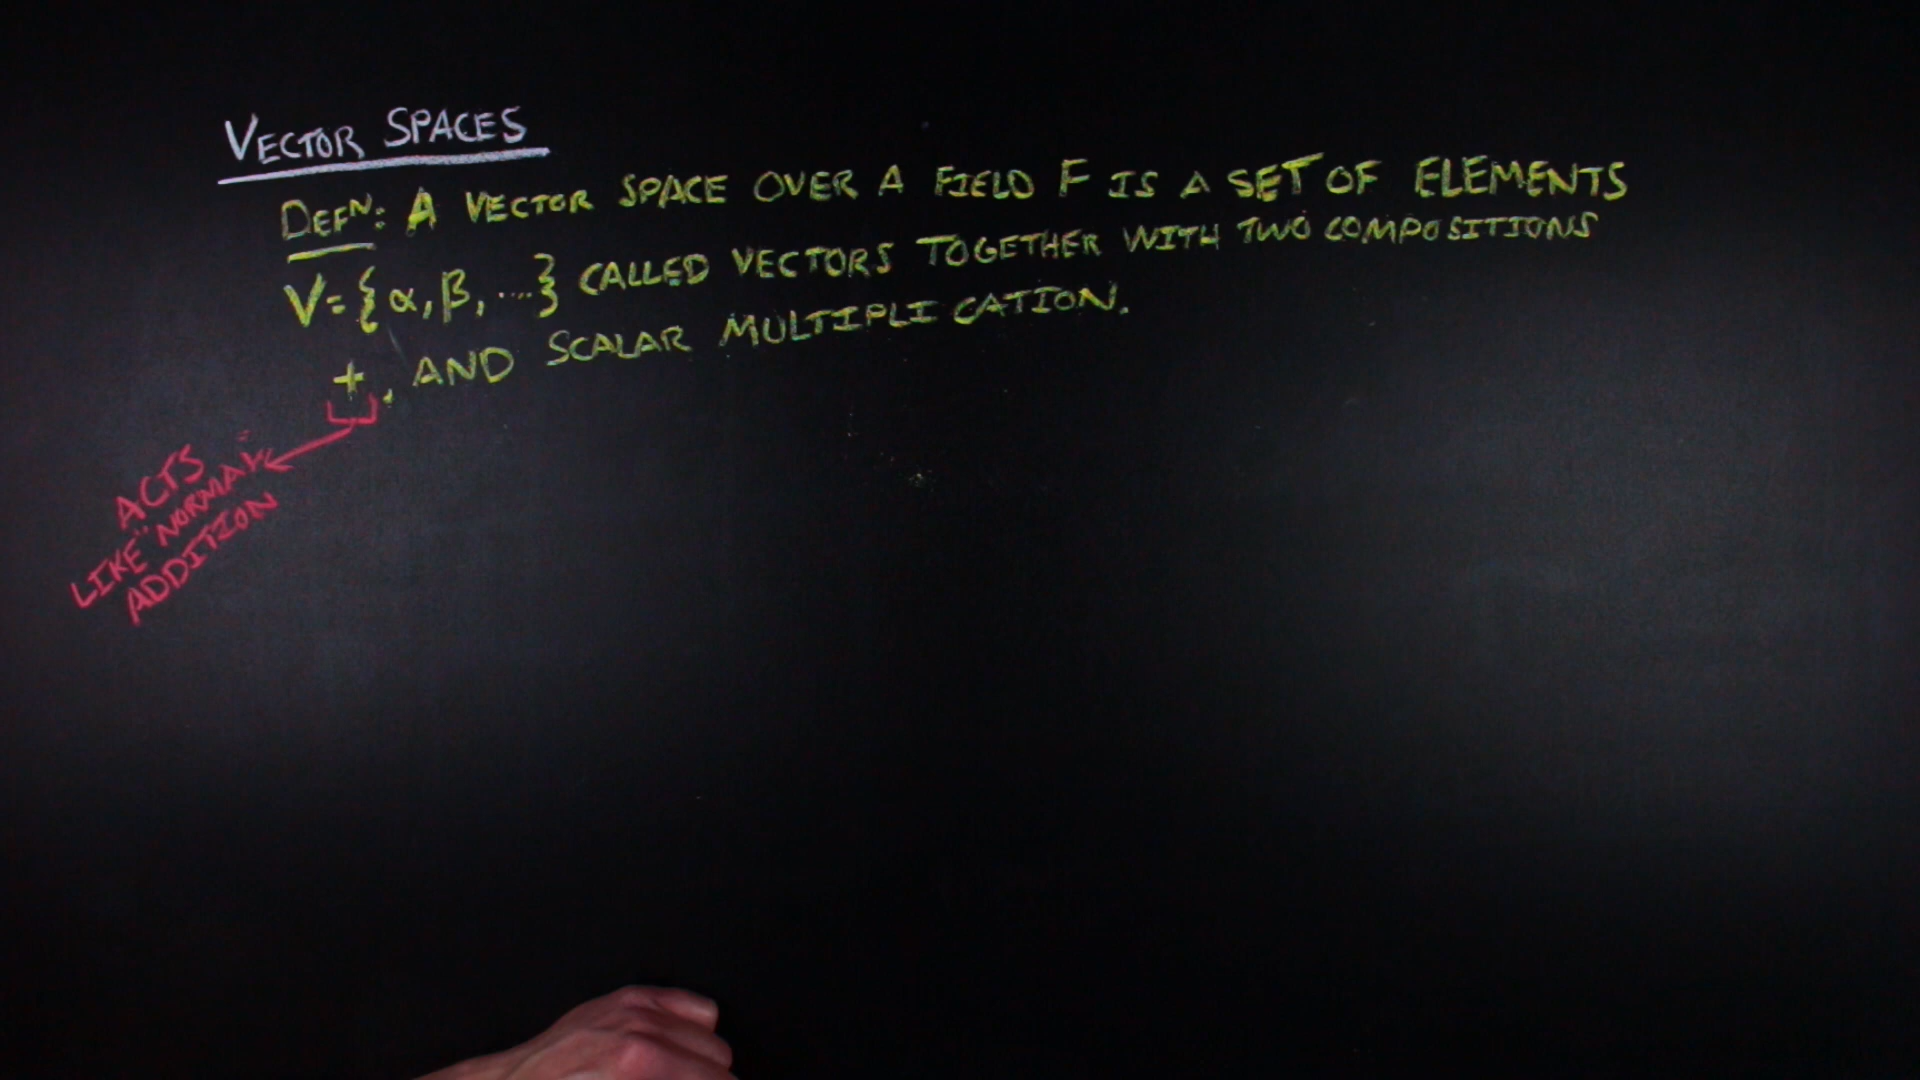 VECTOR SPACES
DEFN: A VECTOR SPACE OVER A FIELD F IS A SET OF ELEMENTS
V={α, β, ....} CALLED VECTORS TOGETHER WITH TWO COMPOSITIONS
+, AND SCALAR MULTIPLICATION.
ACTS
LIKE "NORMAL"
ADDITION